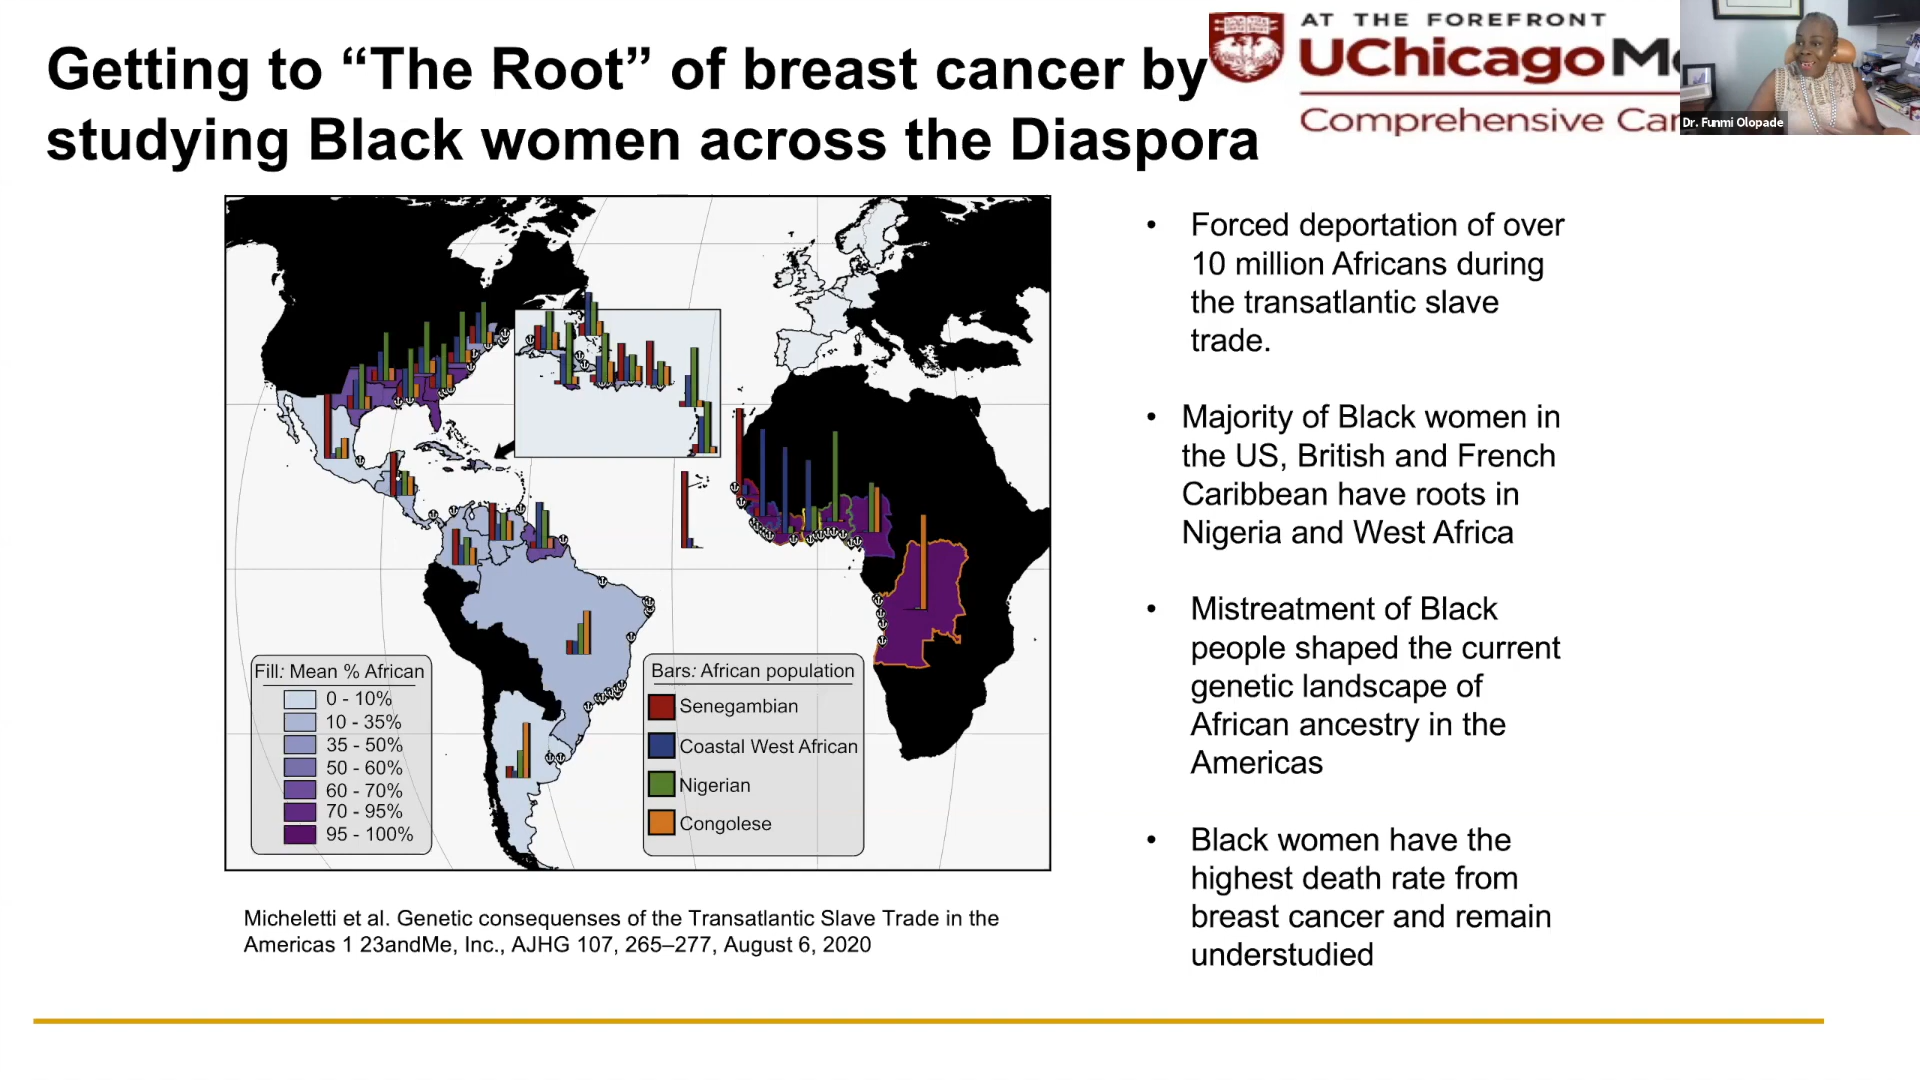 Getting to “The Root” of breast cancer by
studying Black women across the Diaspora
AT THE FOREFRONT
UChicago
Comprehensive
Dr. Funmi Olopade
Fill: Mean % African
0 - 10%
10 - 35%
35 - 50%
50 - 60%
60 - 70%
70 - 95%
95 - 100%
Bars: African population
Senegambian
Coastal West African
Nigerian
Congolese
Micheletti et al. Genetic consequenses of the Transatlantic Slave Trade in the
Americas 1 23andMe, Inc., AJHG 107, 265–277, August 6, 2020
• Forced deportation of over
10 million Africans during
the transatlantic slave
trade.
• Majority of Black women in
the US, British and French
Caribbean have roots in
Nigeria and West Africa
• Mistreatment of Black
people shaped the current
genetic landscape of
African ancestry in the
Americas
• Black women have the
highest death rate from
breast cancer and remain
understudied